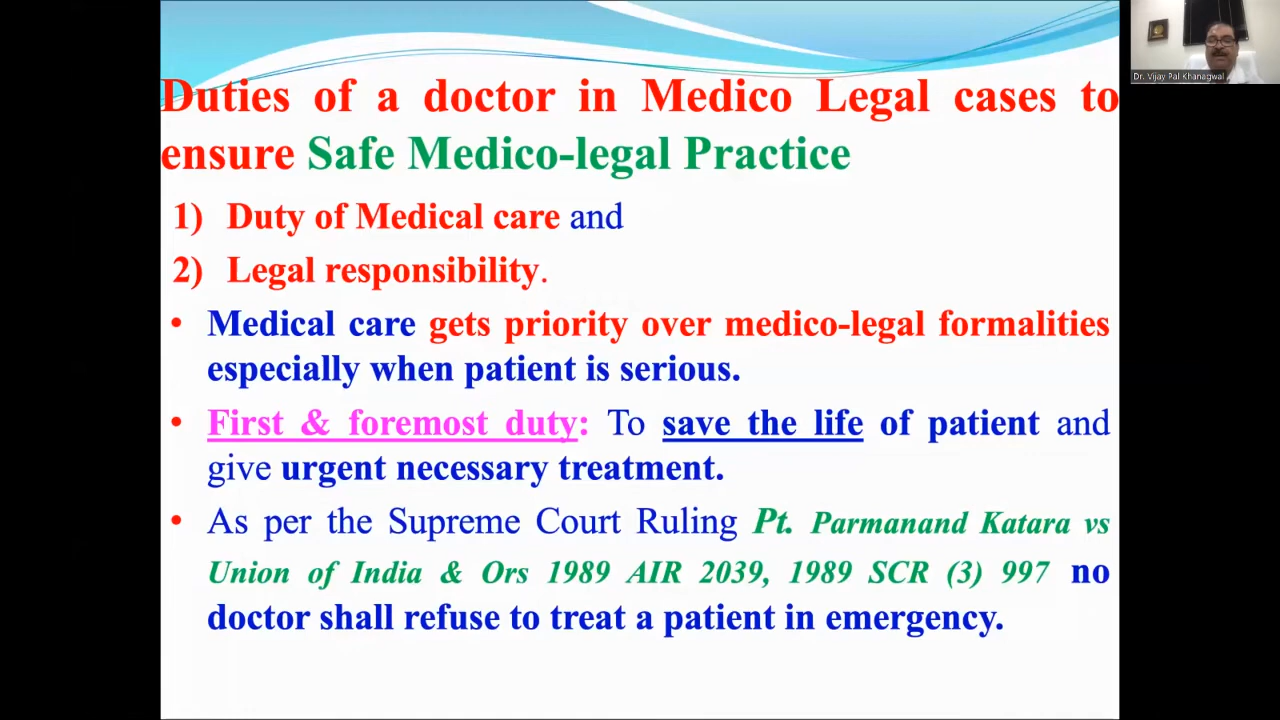 Duties of a doctor in Medico Legal cases to
ensure Safe Medico-legal Practice
1) Duty of Medical care and
2) Legal responsibility.
• Medical care gets priority over medico-legal formalities
especially when patient is serious.
• First & foremost duty: To save the life of patient and
give urgent necessary treatment.
• As per the Supreme Court Ruling Pt. Parmanand Katara vs
Union of India & Ors 1989 AIR 2039, 1989 SCR (3) 997 no
doctor shall refuse to treat a patient in emergency.
Dr. Vijay Pal Khanagwal